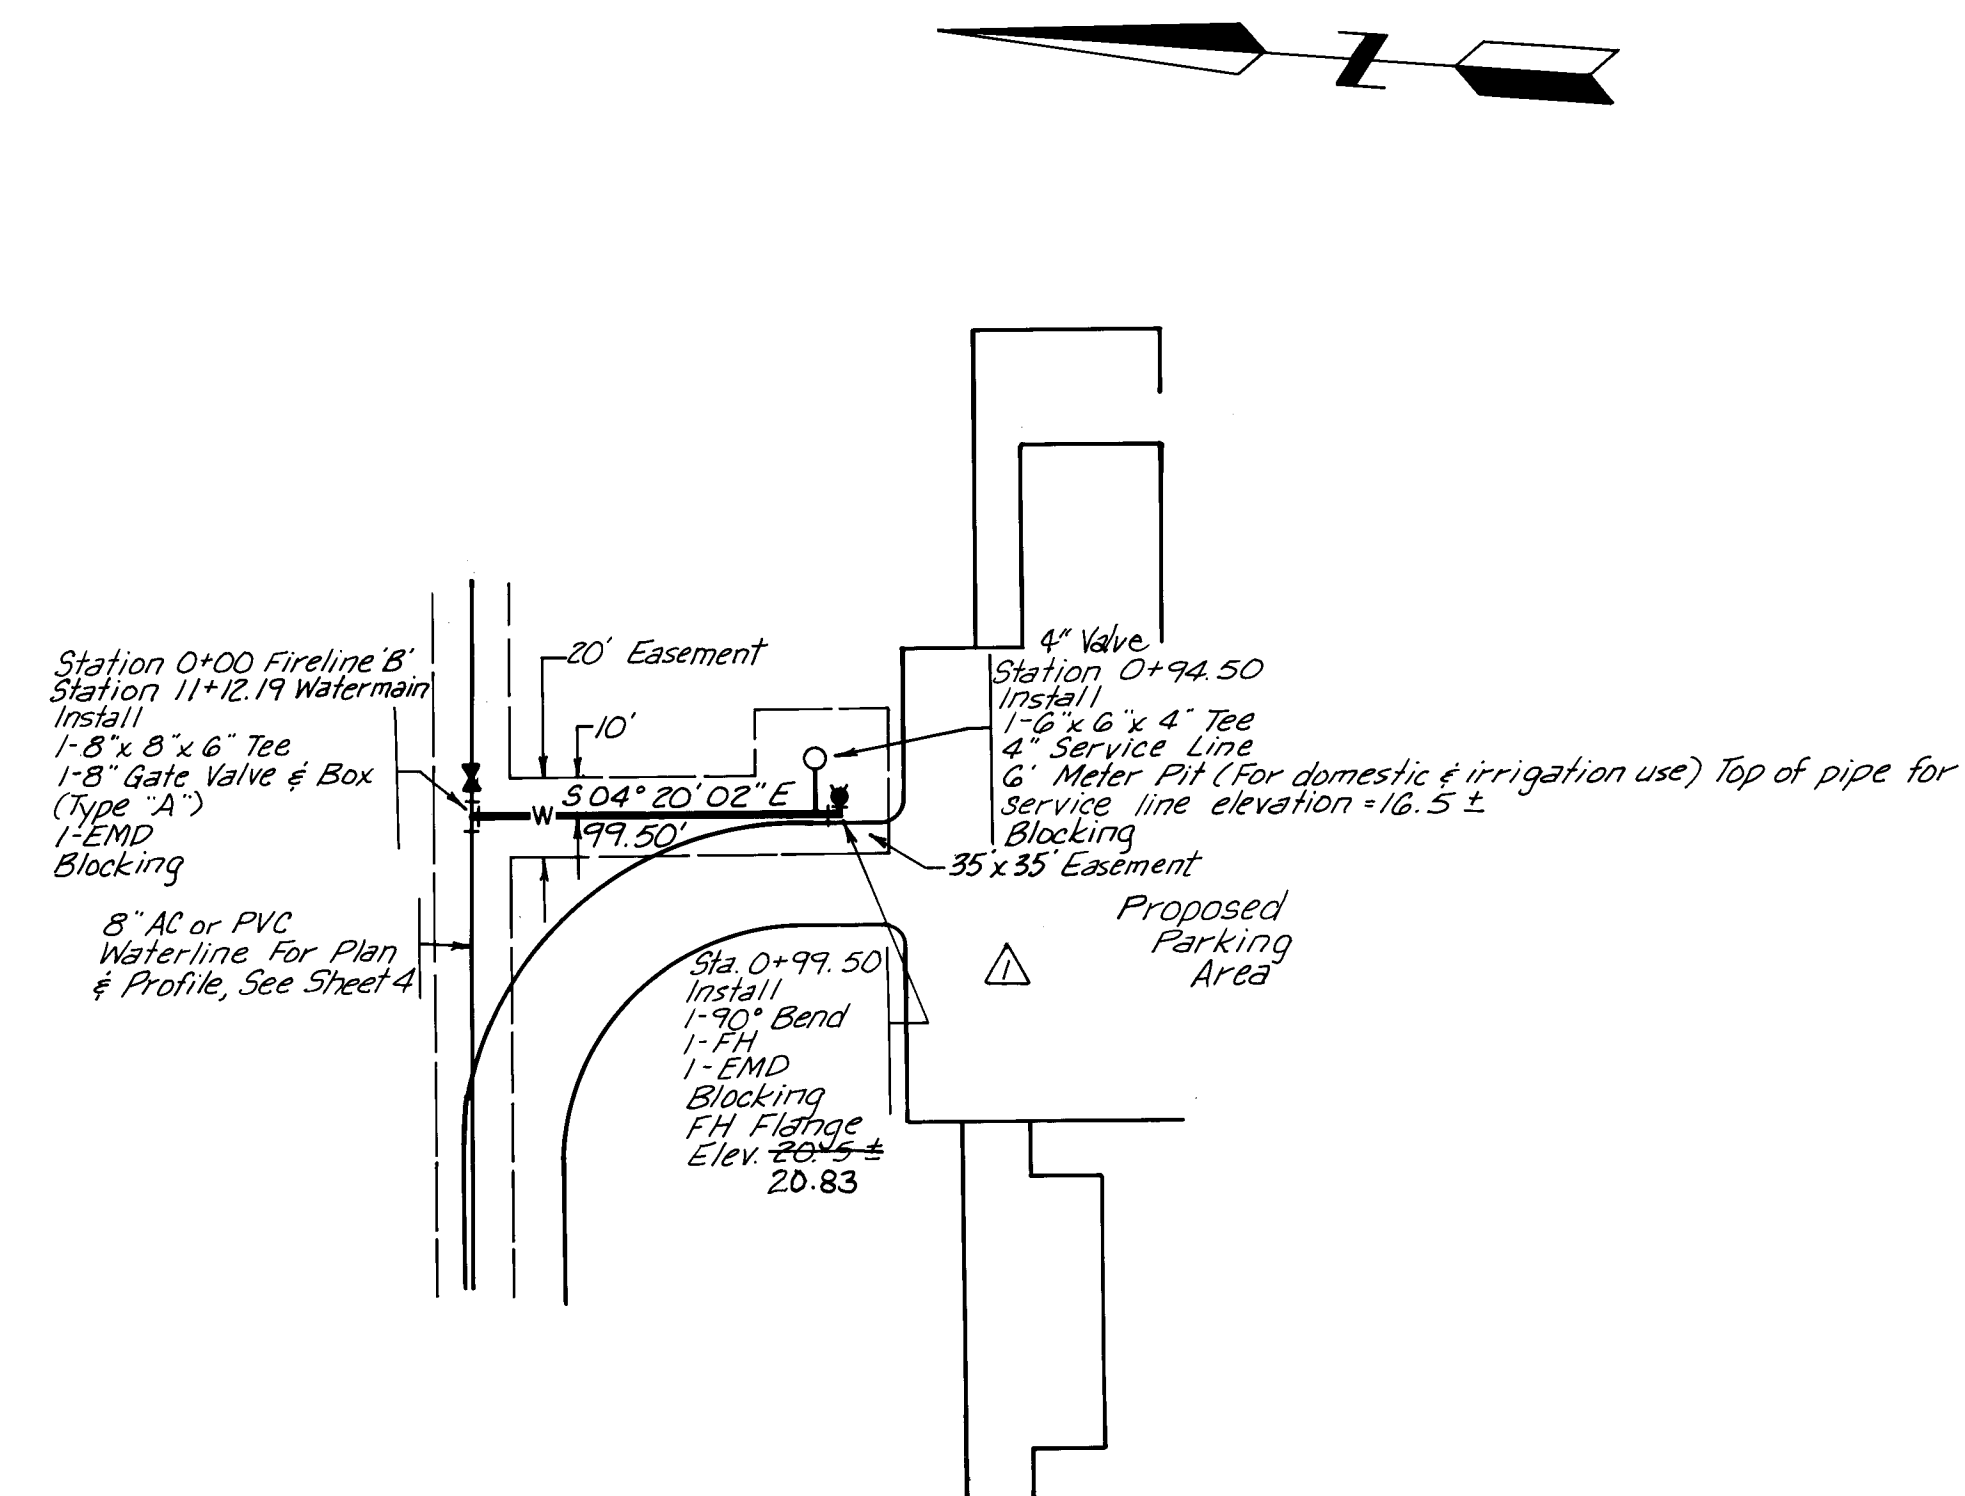 N
20' Easement
10'
Station 0+00 Fireline 'B'
Station 11+12.19 Watermain
Install
1-8"x 8"x 6" Tee
1-8" Gate Valve & Box
(Type "A")
1-EMD
Blocking
S 04° 20' 02" E
W
99.50'
4" Valve
Station 0+94.50
Install
1-6"x 6"x 4" Tee
4" Service Line
6' Meter Pit (For domestic & irrigation use) Top of pipe for
service line elevation = 16.5 ±
Blocking
35'x 35' Easement
8" AC or PVC
Waterline For Plan
& Profile, See Sheet 4
Proposed
Parking
Area
1
Sta. 0+99.50
Install
1-90° Bend
1-FH
1-EMD
Blocking
FH Flange
Elev. 20.5 ±
20.83